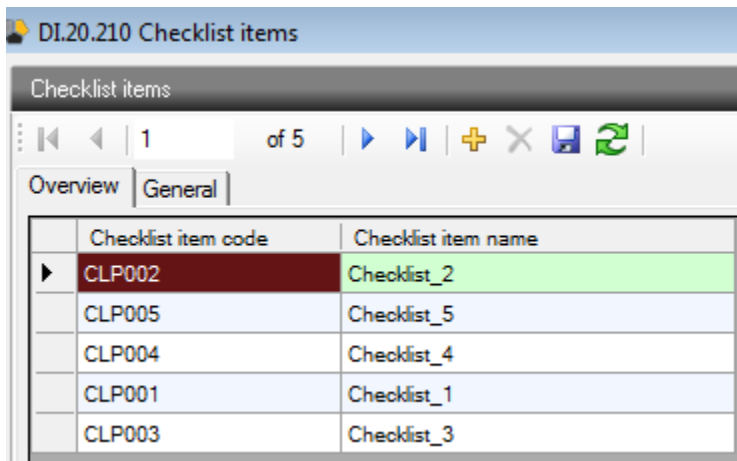 DI.20.210 Checklist items
Checklist items
1 of 5
Overview General
Checklist item code Checklist item name
CLP002 Checklist_2
CLP005 Checklist_5
CLP004 Checklist_4
CLP001 Checklist_1
CLP003 Checklist_3